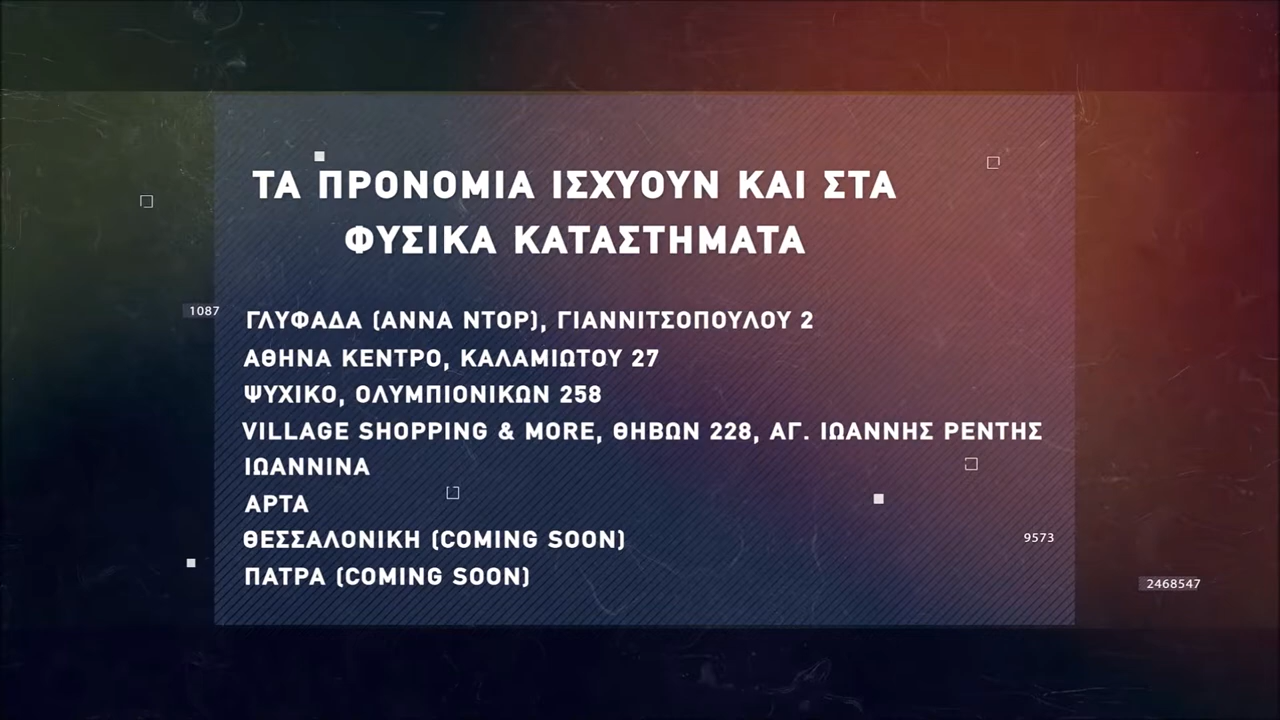 ΤΑ ΠΡΟΝΟΜΙΑ ΙΣΧΥΟΥΝ ΚΑΙ ΣΤΑ
ΦΥΣΙΚΑ ΚΑΤΑΣΤΗΜΑΤΑ
1087
ΓΛΥΦΑΔΑ (ΑΝΝΑ ΝΤΟΡ), ΓΙΑΝΝΙΤΣΟΠΟΥΛΟΥ 2
ΑΘΗΝΑ ΚΕΝΤΡΟ, ΚΑΛΑΜΙΩΤΟΥ 27
ΨΥΧΙΚΟ, ΟΛΥΜΠΙΟΝΙΚΩΝ 258
VILLAGE SHOPPING & MORE, ΘΗΒΩΝ 228, ΑΓ. ΙΩΑΝΝΗΣ ΡΕΝΤΗΣ
ΙΩΑΝΝΙΝΑ
ΑΡΤΑ
ΘΕΣΣΑΛΟΝΙΚΗ (COMING SOON)
9573
ΠΑΤΡΑ (COMING SOON)
2468547